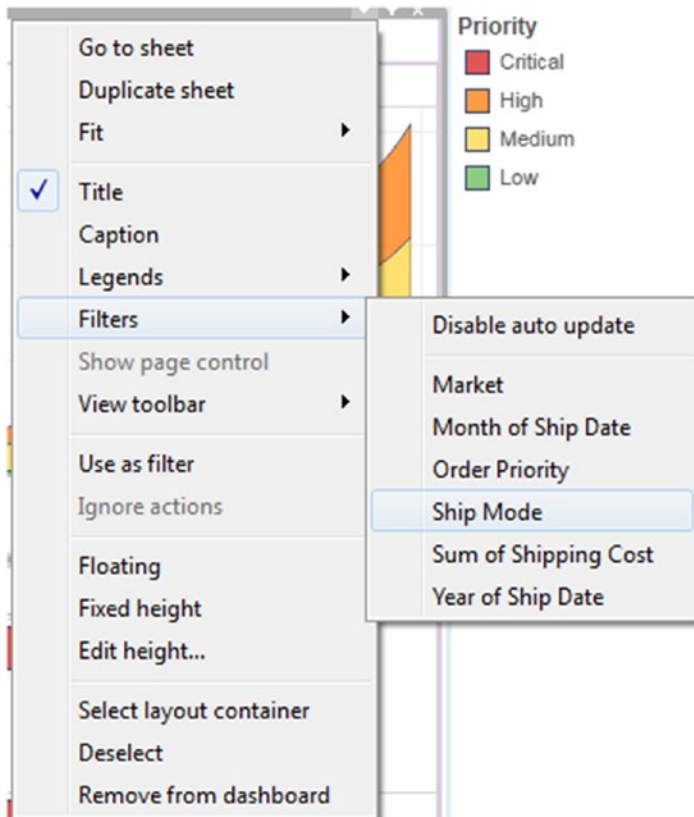 Priority
Critical
High
Medium
Low
Go to sheet
Duplicate sheet
Fit
Title
Caption
Legends
Filters
Show page control
View toolbar
Use as filter
Ignore actions
Floating
Fixed height
Edit height...
Select layout container
Deselect
Remove from dashboard
Disable auto update
Market
Month of Ship Date
Order Priority
Ship Mode
Sum of Shipping Cost
Year of Ship Date